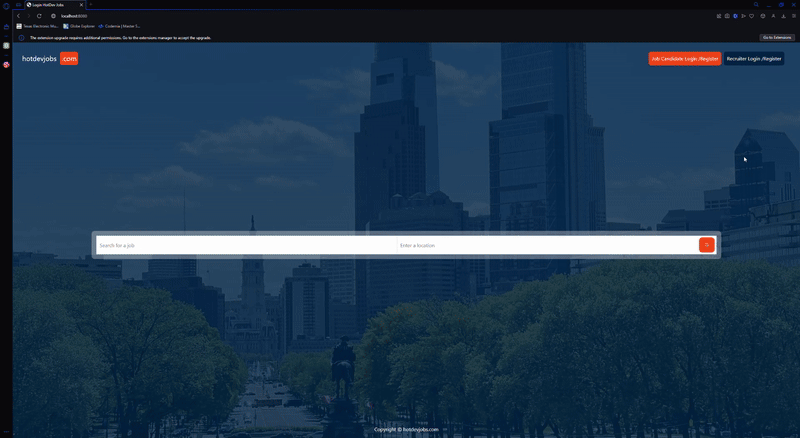 Login HotDev Jobs
localhost:8080
Texas Electronic Mo... Globe Explorer Codemia | Master S...
The extension upgrade requires additional permissions. Go to the extensions manager to accept the upgrade.
Go to Extensions
hotdevjobs .com
Job Candidate Login /Register
Recruiter Login /Register
Search for a job
Enter a location
Copyright © hotdevjobs.com